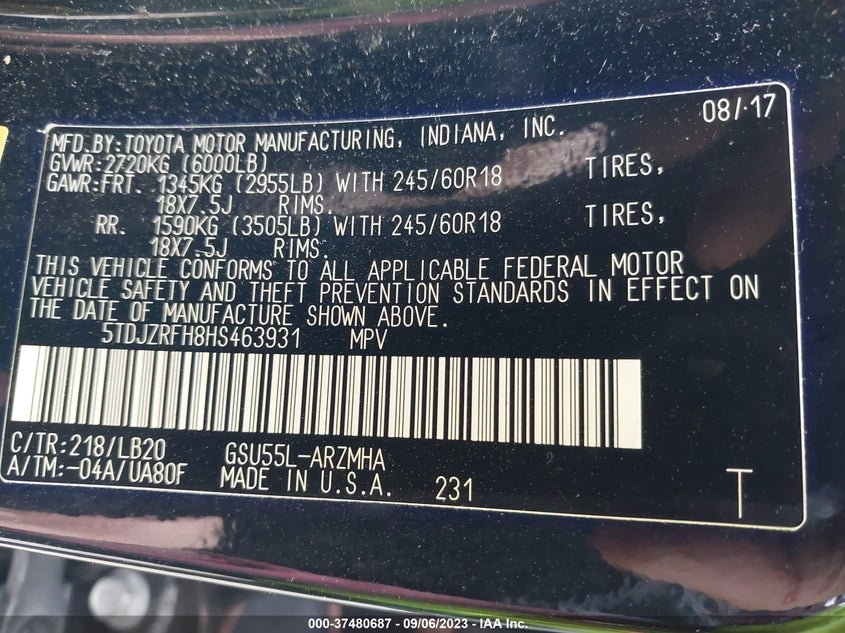 08/17
MFD.BY:TOYOTA MOTOR MANUFACTURING, INDIANA, INC.
GVWR:2720KG (6000LB)
GAWR:FRT. 1345KG (2955LB) WITH 245/60R18 TIRES,
18X7.5J RIMS.
RR. 1590KG (3505LB) WITH 245/60R18 TIRES,
18X7.5J RIMS.
THIS VEHICLE CONFORMS TO ALL APPLICABLE FEDERAL MOTOR
VEHICLE SAFETY AND THEFT PREVENTION STANDARDS IN EFFECT ON
THE DATE OF MANUFACTURE SHOWN ABOVE.
5TDJZRFH8HS463931 MPV
C/TR:218/LB20 GSU55L-ARZMHA
A/TM:-04A/UA80F MADE IN U.S.A. 231 T
000-37480687 - 09/06/2023 - IAA Inc.